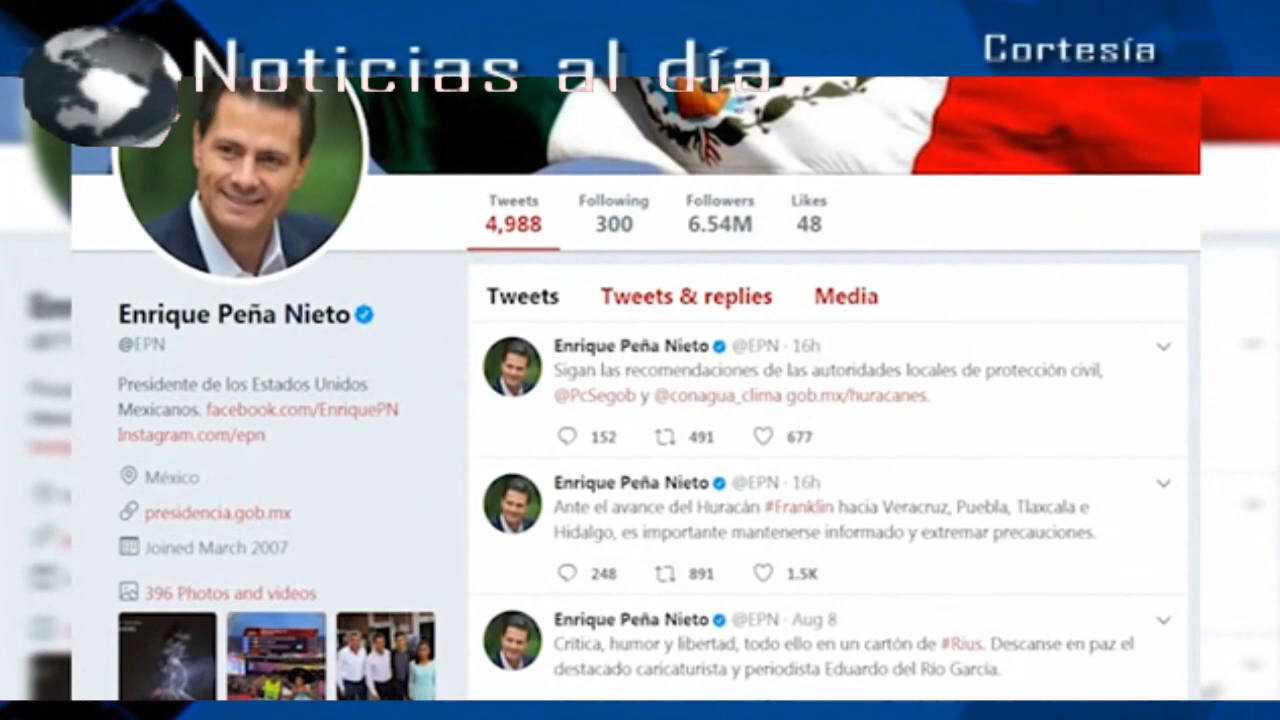 Noticias al día
Cortesía
Tweets
4,988
Following
300
Followers
6.54M
Likes
48
Enrique Peña Nieto
@EPN
Presidente de los Estados Unidos
Mexicanos. facebook.com/EnriquePN
Instagram.com/epn
México
presidencia.gob.mx
Joined March 2007
396 Photos and videos
Tweets
Tweets & replies
Media
Enrique Peña Nieto @EPN · 16h
Sigan las recomendaciones de las autoridades locales de protección civil,
@PcSegob y @conagua_clima gob.mx/huracanes.
152 491 677
Enrique Peña Nieto @EPN · 16h
Ante el avance del Huracán #Franklin hacia Veracruz, Puebla, Tlaxcala e
Hidalgo, es importante mantenerse informado y extremar precauciones.
248 891 1.5K
Enrique Peña Nieto @EPN · Aug 8
Crítica, humor y libertad, todo ello en un cartón de #Rius. Descanse en paz el
destacado caricaturista y periodista Eduardo del Río García.